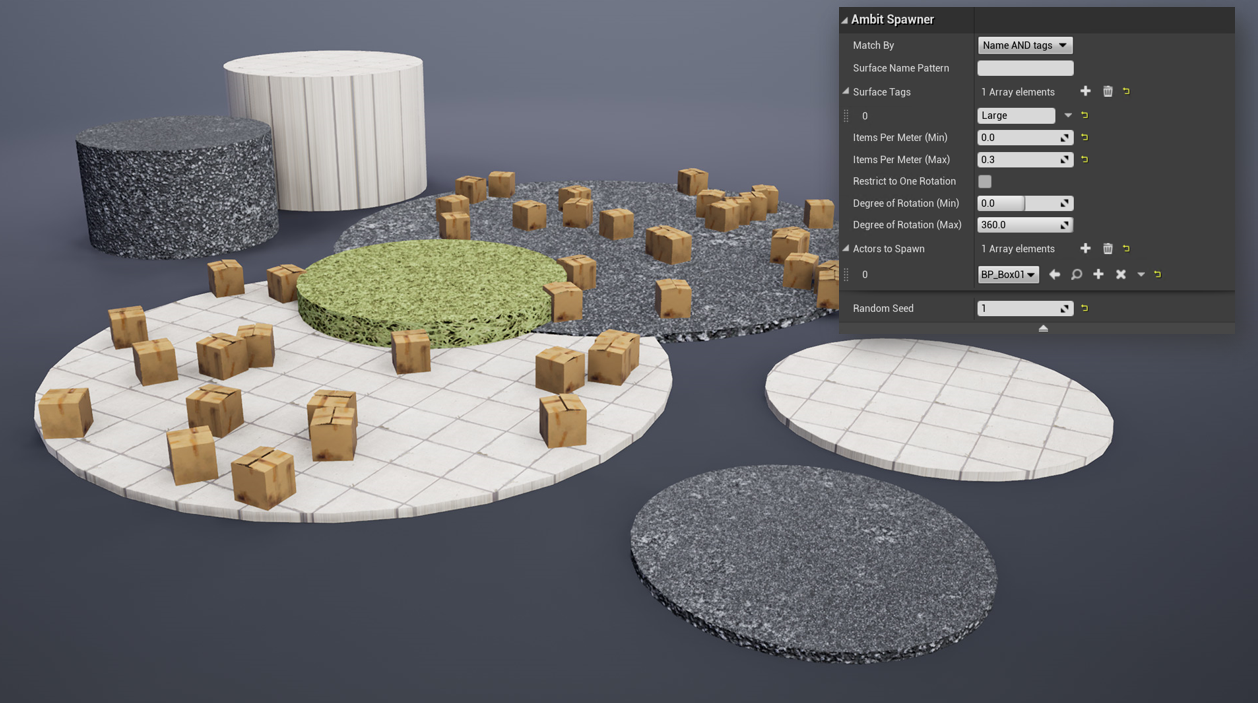 Ambit Spawner
Match By Name AND tags
Surface Name Pattern
Surface Tags 1 Array elements
0 Large
Items Per Meter (Min) 0.0
Items Per Meter (Max) 0.3
Restrict to One Rotation
Degree of Rotation (Min) 0.0
Degree of Rotation (Max) 360.0
Actors to Spawn 1 Array elements
0 BP_Box01
Random Seed 1